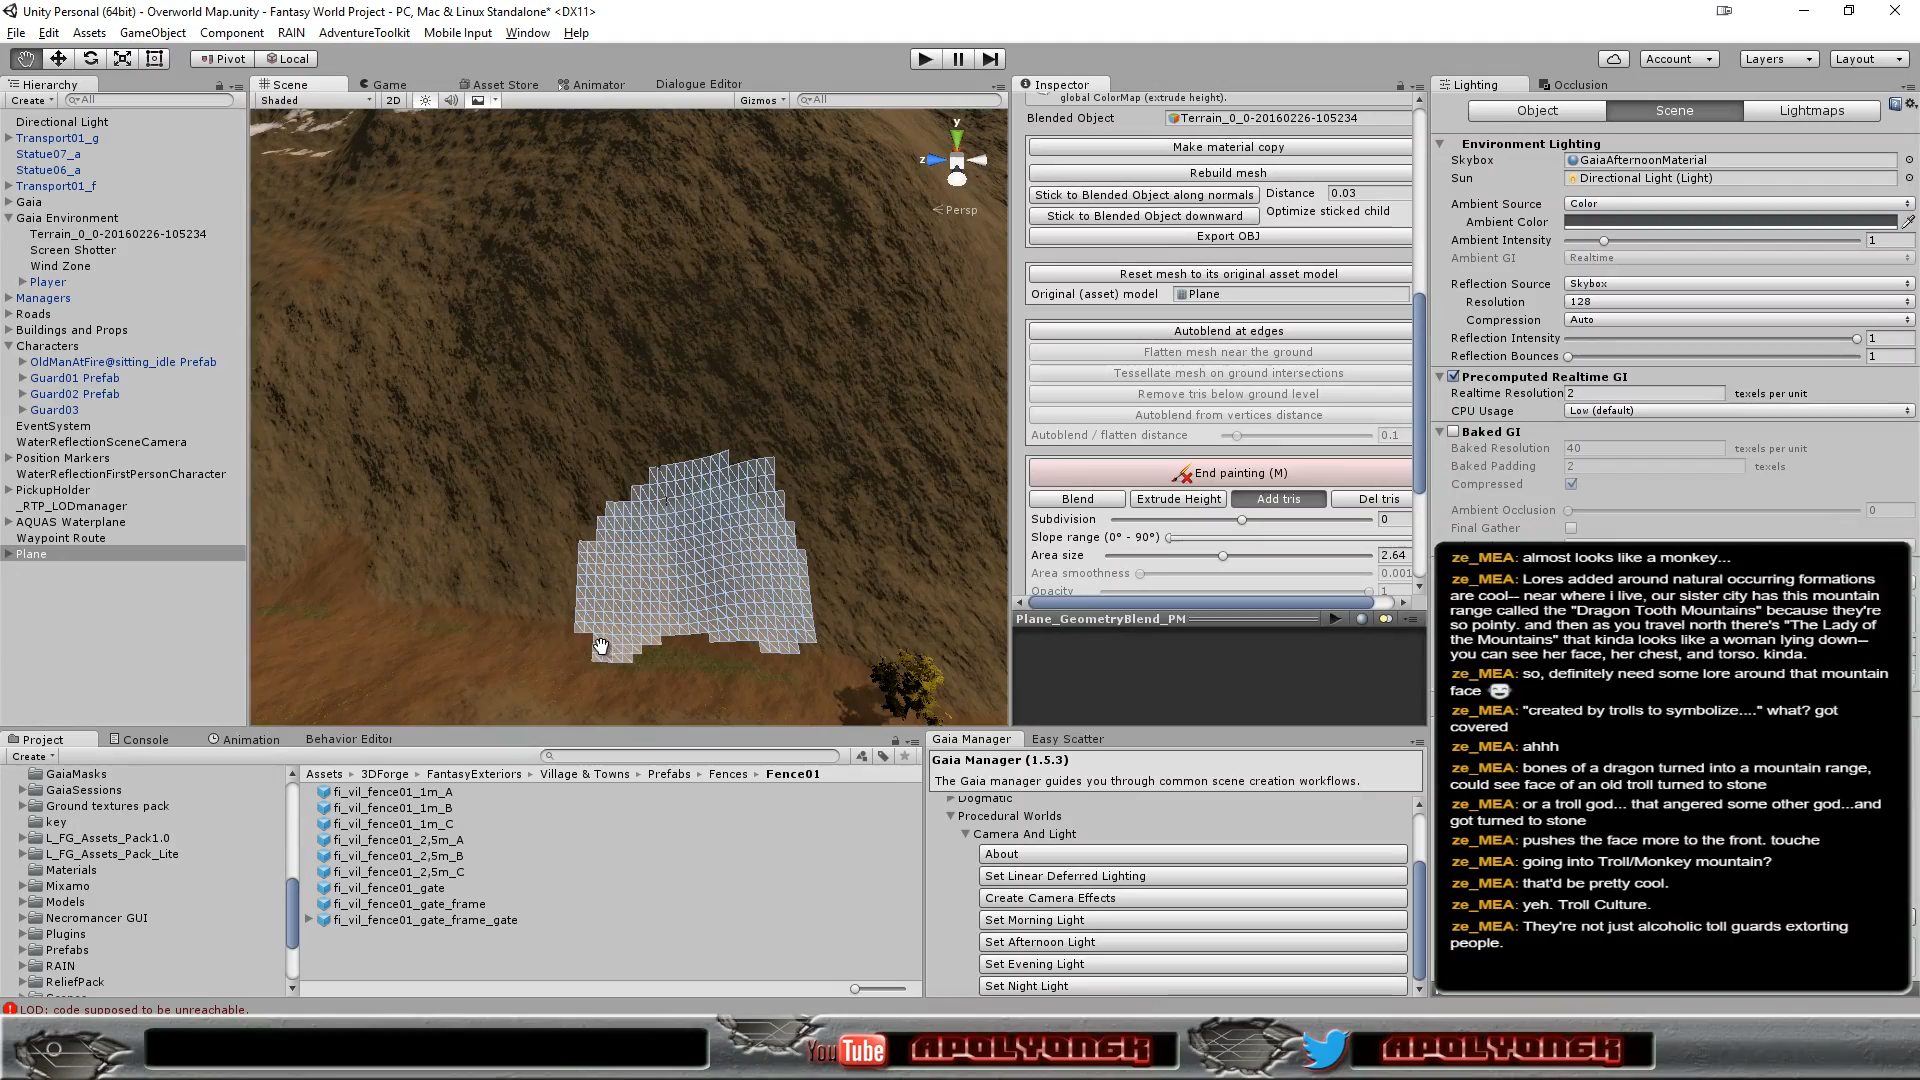 Unity Personal (64bit) - Overworld Map.unity - Fantasy World Project - PC, Mac & Linux Standalone* <DX11>
File Edit Assets GameObject Component RAIN AdventureToolkit Mobile Input Window Help
Pivot Local Account Layers Layout
Hierarchy
Create All
Directional Light
Transport01_g
Statue07_a
Statue06_a
Transport01_f
Gaia
Gaia Environment
Terrain_0_0-20160226-105234
Screen Shotter
Wind Zone
Player
Managers
Roads
Buildings and Props
Characters
OldManAtFire@sitting_idle Prefab
Guard01 Prefab
Guard02 Prefab
Guard03
EventSystem
WaterReflectionSceneCamera
Position Markers
WaterReflectionFirstPersonCharacter
PickupHolder
_RTP_LODmanager
AQUAS Waterplane
Waypoint Route
Plane
Scene Game Asset Store Animator Dialogue Editor
Shaded 2D Gizmos All
y
z
Persp
Inspector
global ColorMap (extrude height).
Blended Object Terrain_0_0-20160226-105234
Make material copy
Rebuild mesh
Stick to Blended Object along normals Distance 0.03
Stick to Blended Object downward Optimize sticked child
Export OBJ
Reset mesh to its original asset model
Original (asset) model Plane
Autoblend at edges
Flatten mesh near the ground
Tessellate mesh on ground intersections
Remove tris below ground level
Autoblend from vertices distance
Autoblend / flatten distance 0.1
End painting (M)
Blend Extrude Height Add tris Del tris
Subdivision 0
Slope range (0° - 90°)
Area size 2.64
Area smoothness 0.001
Opacity 1
Plane_GeometryBlend_PM
Lighting Occlusion
Object Scene Lightmaps
Environment Lighting
Skybox GaiaAfternoonMaterial
Sun Directional Light (Light)
Ambient Source Color
Ambient Color
Ambient Intensity 1
Ambient GI Realtime
Reflection Source Skybox
Resolution 128
Compression Auto
Reflection Intensity 1
Reflection Bounces 1
Precomputed Realtime GI
Realtime Resolution 2 texels per unit
CPU Usage Low (default)
Baked GI
Baked Resolution 40 texels per unit
Baked Padding 2 texels
Compressed
Ambient Occlusion 0
Final Gather
ze_MEA: almost looks like a monkey...
ze_MEA: Lores added around natural occurring formations
are cool-- near where i live, our sister city has this mountain
range called the "Dragon Tooth Mountains" because they're
so pointy. and then as you travel north there's "The Lady of
the Mountains" that kinda looks like a woman lying down--
you can see her face, her chest, and torso. kinda.
ze_MEA: so, definitely need some lore around that mountain
face
ze_MEA: "created by trolls to symbolize...." what? got
covered
ze_MEA: ahhh
ze_MEA: bones of a dragon turned into a mountain range,
could see face of an old troll turned to stone
ze_MEA: or a troll god... that angered some other god...and
got turned to stone
ze_MEA: pushes the face more to the front. touche
ze_MEA: going into Troll/Monkey mountain?
ze_MEA: that'd be pretty cool.
ze_MEA: yeh. Troll Culture.
ze_MEA: They're not just alcoholic toll guards extorting
people.
Project Console Animation Behavior Editor
Create
GaiaMasks
GaiaSessions
Ground textures pack
key
L_FG_Assets_Pack1.0
L_FG_Assets_Pack_Lite
Materials
Mixamo
Models
Necromancer GUI
Plugins
Prefabs
RAIN
ReliefPack
Assets 3DForge FantasyExteriors Village & Towns Prefabs Fences Fence01
fi_vil_fence01_1m_A
fi_vil_fence01_1m_B
fi_vil_fence01_1m_C
fi_vil_fence01_2,5m_A
fi_vil_fence01_2,5m_B
fi_vil_fence01_2,5m_C
fi_vil_fence01_gate
fi_vil_fence01_gate_frame
fi_vil_fence01_gate_frame_gate
Gaia Manager Easy Scatter
Gaia Manager (1.5.3)
The Gaia manager guides you through common scene creation workflows.
Dogmatic
Procedural Worlds
Camera And Light
About
Set Linear Deferred Lighting
Create Camera Effects
Set Morning Light
Set Afternoon Light
Set Evening Light
Set Night Light
LOD: code supposed to be unreachable.
YouTube APOLYON6K APOLYON6K